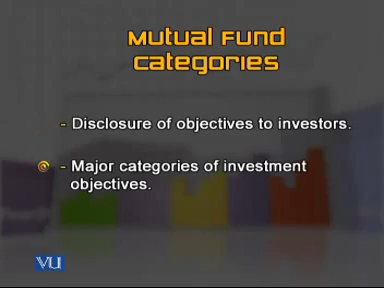 Mutual Fund
Categories
- Disclosure of objectives to investors.
- Major categories of investment
objectives.
VU